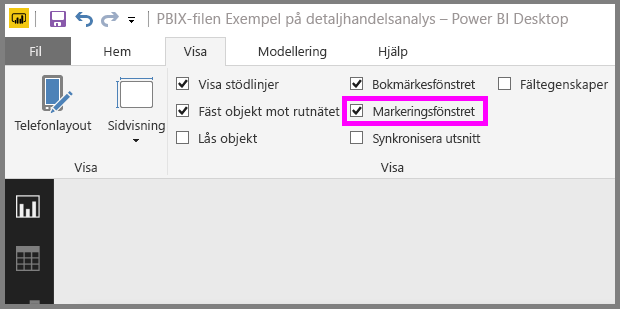 PBIX-filen Exempel på detaljhandelsanalys – Power BI Desktop
Fil Hem Visa Modellering Hjälp
Telefonlayout
Sidvisning
Visa
Visa stödlinjer
Fäst objekt mot rutnätet
Lås objekt
Bokmärkesfönstret
Markeringsfönstret
Synkronisera utsnitt
Fältegenskaper
Visa